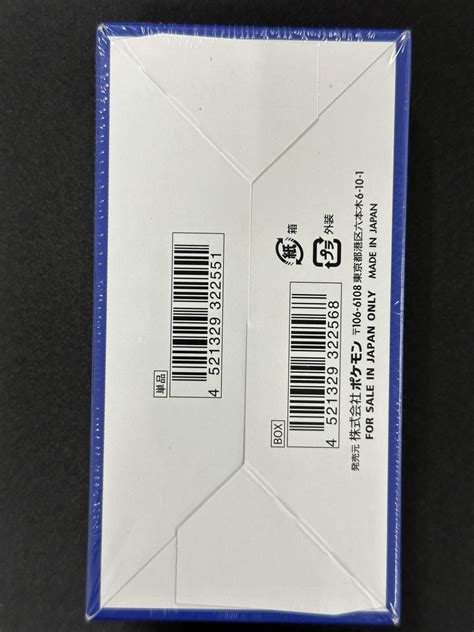 単品
4 521329 322551
BOX
4 521329 322568
紙 箱
プラ 外装
発売元 株式会社 ポケモン 〒106-6108 東京都港区六本木6-10-1
FOR SALE IN JAPAN ONLY MADE IN JAPAN